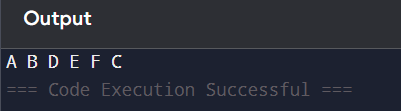 Output
A B D E F C
=== Code Execution Successful ===